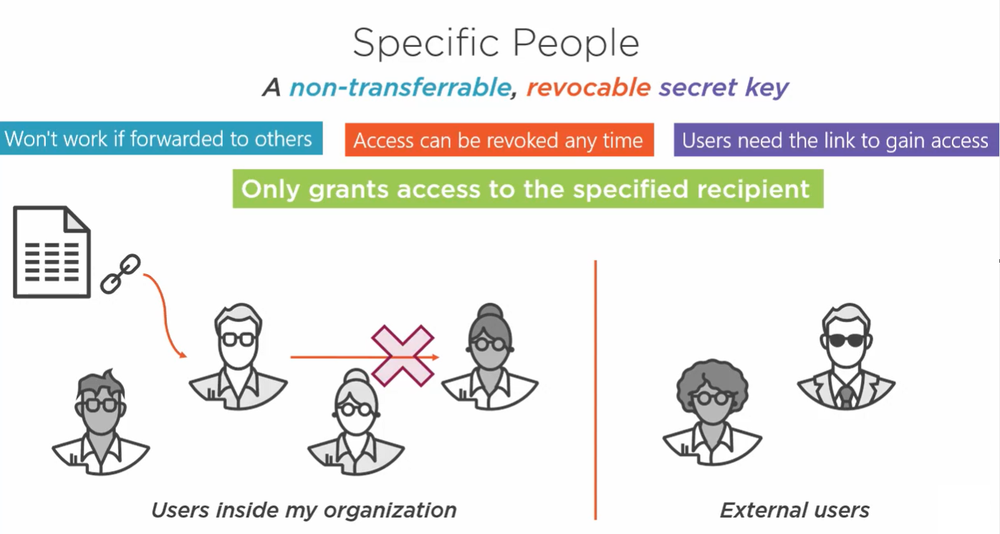 Specific People
A non-transferrable, revocable secret key
Won't work if forwarded to others
Access can be revoked any time
Users need the link to gain access
Only grants access to the specified recipient
Users inside my organization
External users